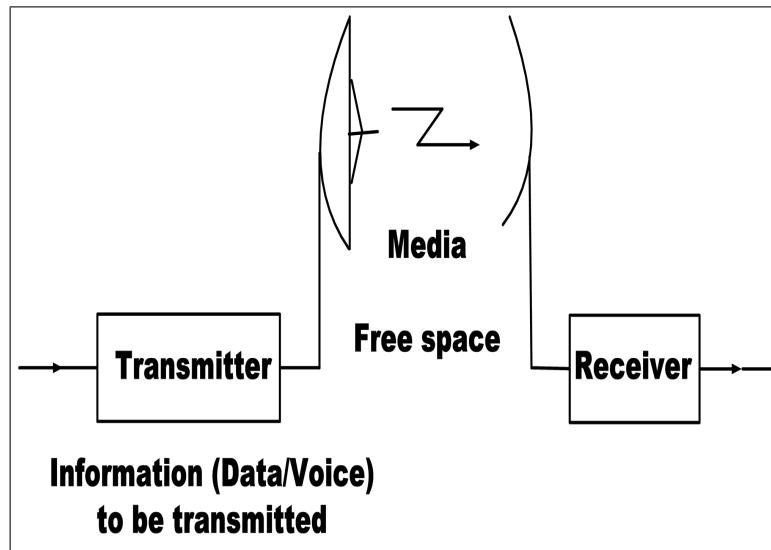 Media
Free space
Transmitter
Receiver
Information (Data/Voice)
to be transmitted